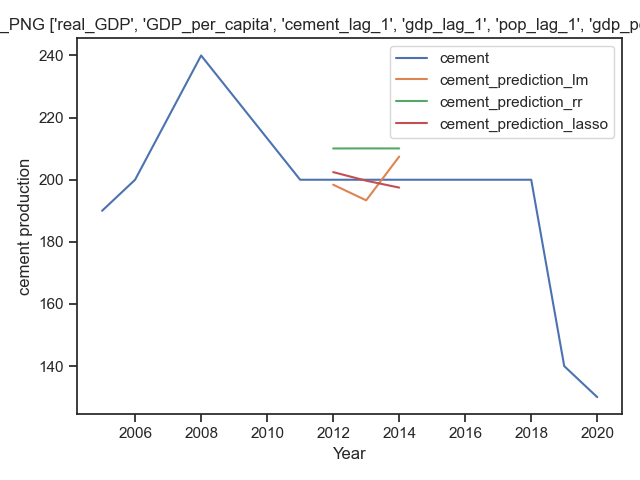 _PNG ['real_GDP', 'GDP_per_capita', 'cement_lag_1', 'gdp_lag_1', 'pop_lag_1', 'gdp_p
cement
cement_prediction_lm
cement_prediction_rr
cement_prediction_lasso
240
220
200
180
160
140
cement production
2006 2008 2010 2012 2014 2016 2018 2020
Year